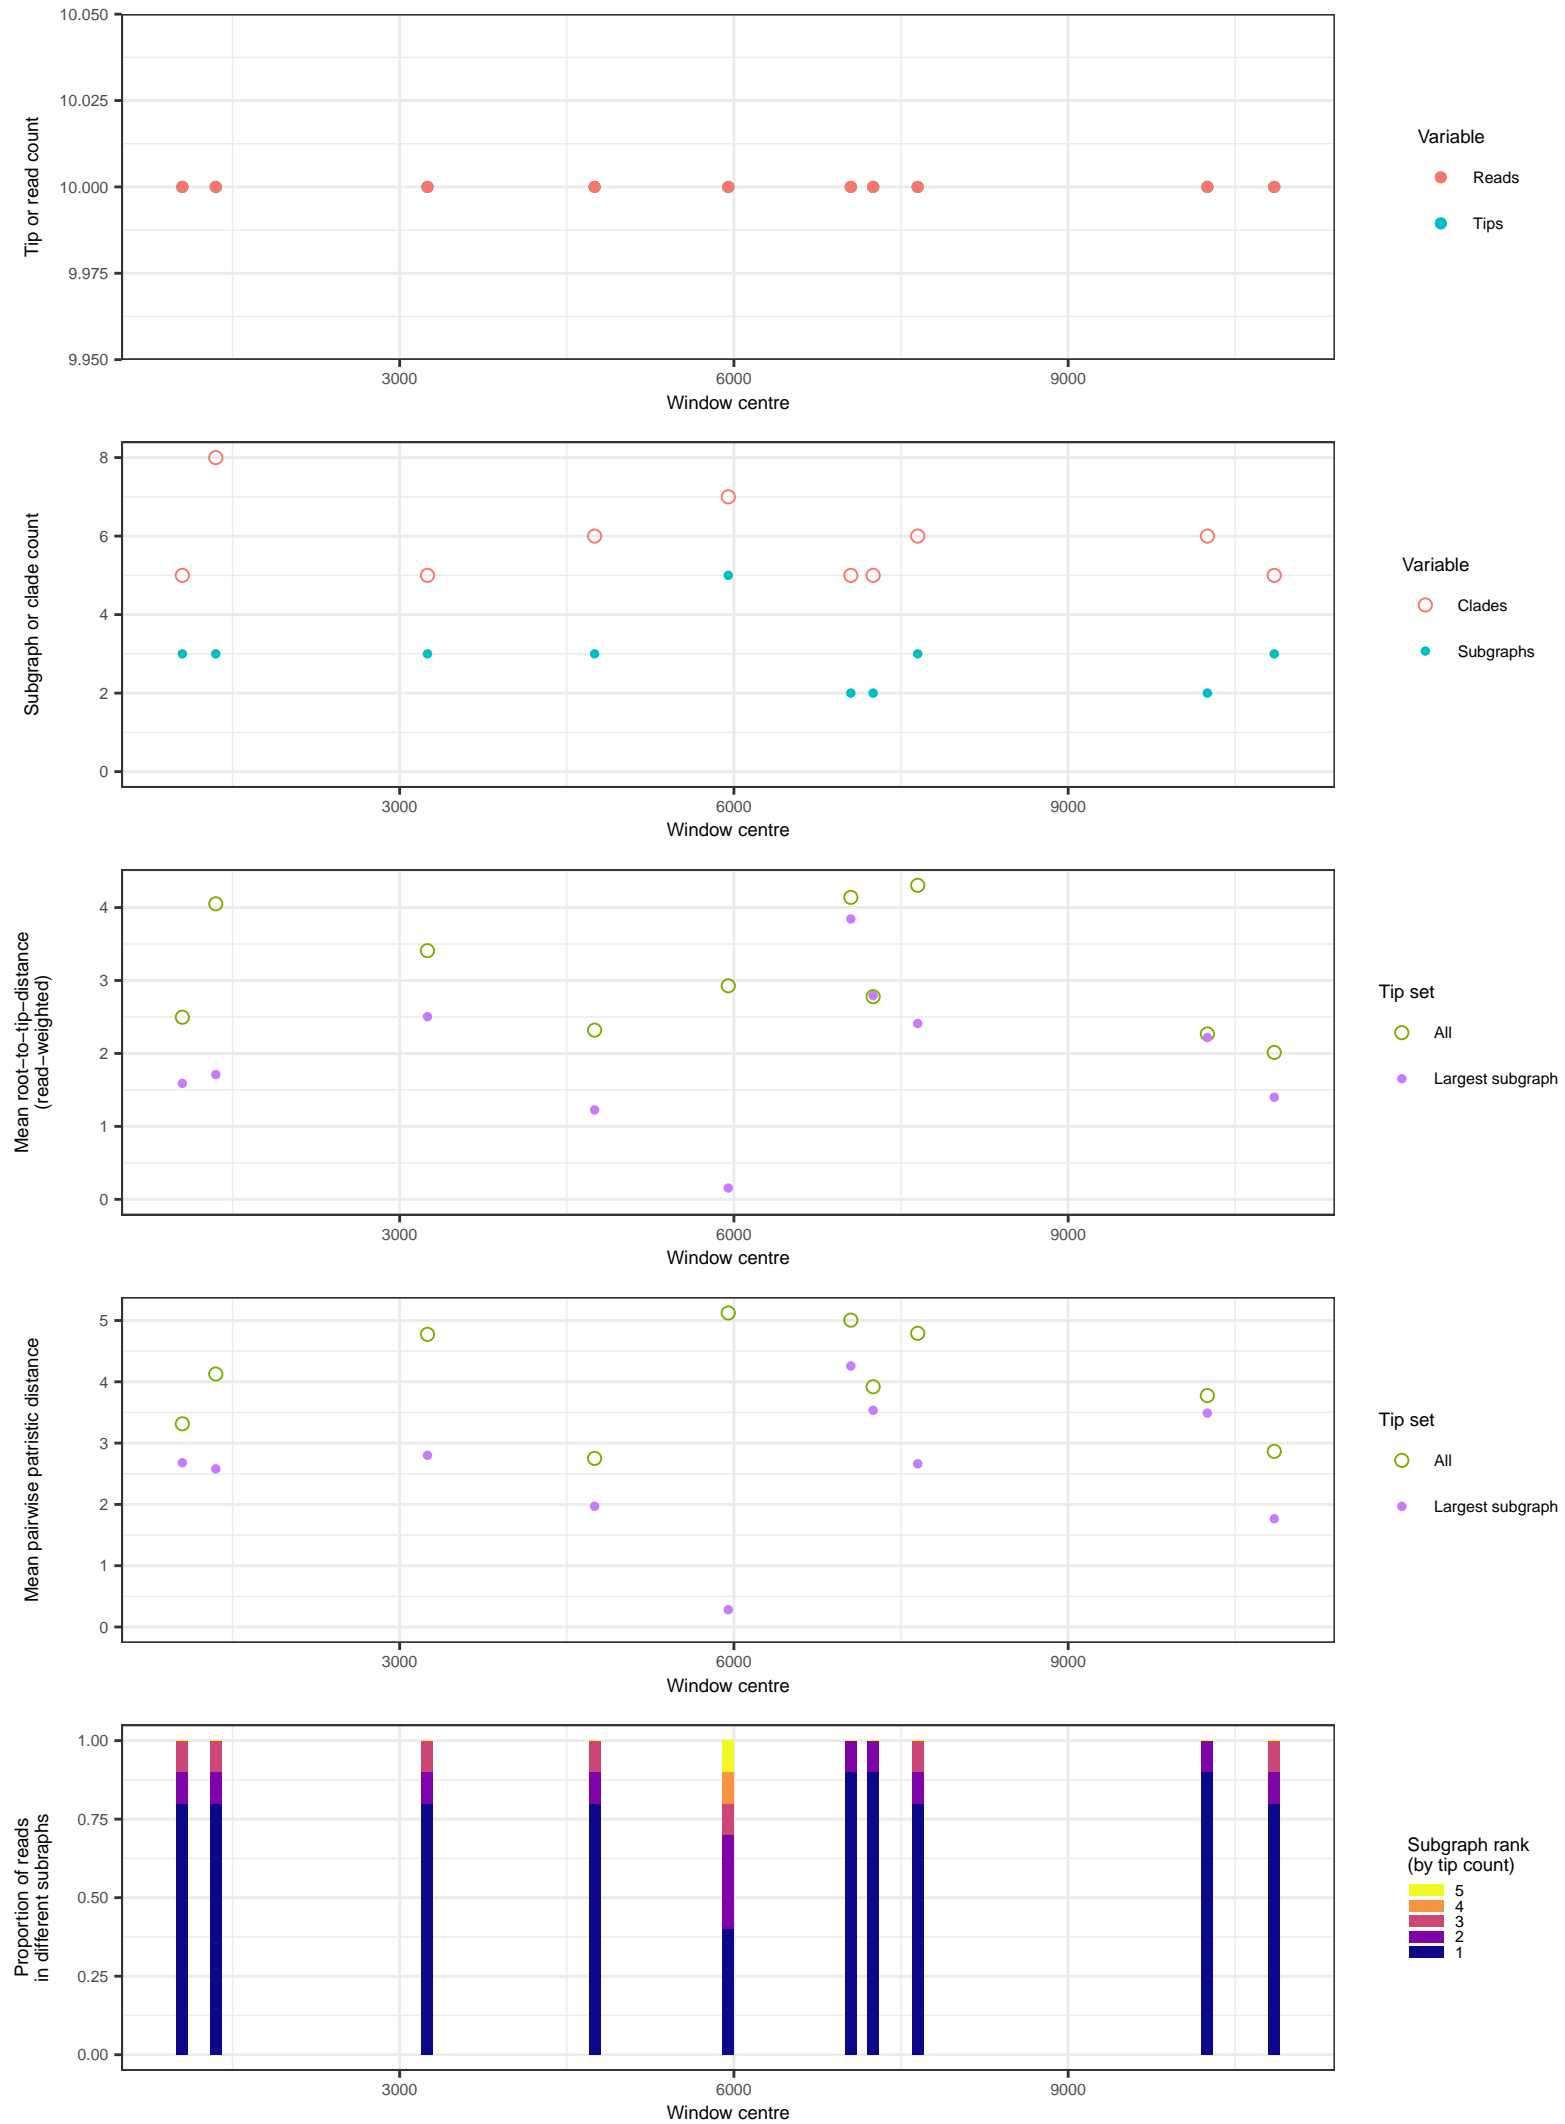 10.050
10.025
10.000
9.975
9.950
Tip or read count
3000
6000
9000
Window centre
Variable
Reads
Tips
8
6
4
2
0
Subgraph or clade count
3000
6000
9000
Window centre
Variable
Clades
Subgraphs
4
3
2
1
0
Mean root−to−tip−distance
(read−weighted)
3000
6000
9000
Window centre
Tip set
All
Largest subgraph
5
4
3
2
1
0
Mean pairwise patristic distance
3000
6000
9000
Window centre
Tip set
All
Largest subgraph
1.00
0.75
0.50
0.25
0.00
Proportion of reads
in different subraphs
3000
6000
9000
Window centre
Subgraph rank
(by tip count)
5
4
3
2
1